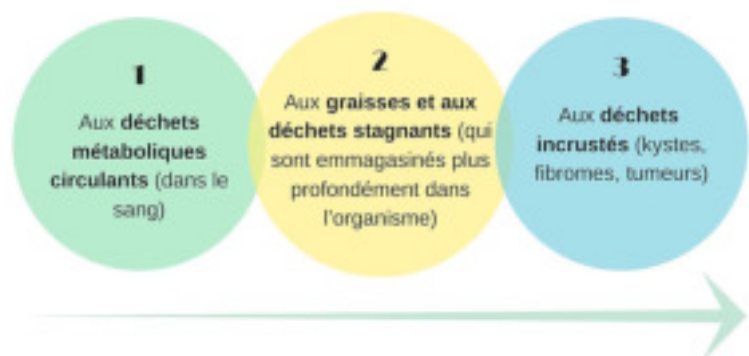 1
Aux déchets
métaboliques
circulants (dans le
sang)
2
Aux graisses et aux
déchets stagnants (qui
sont emmagasinés plus
profondément dans
l'organisme)
3
Aux déchets
incrustés (kystes,
fibromes, tumeurs)